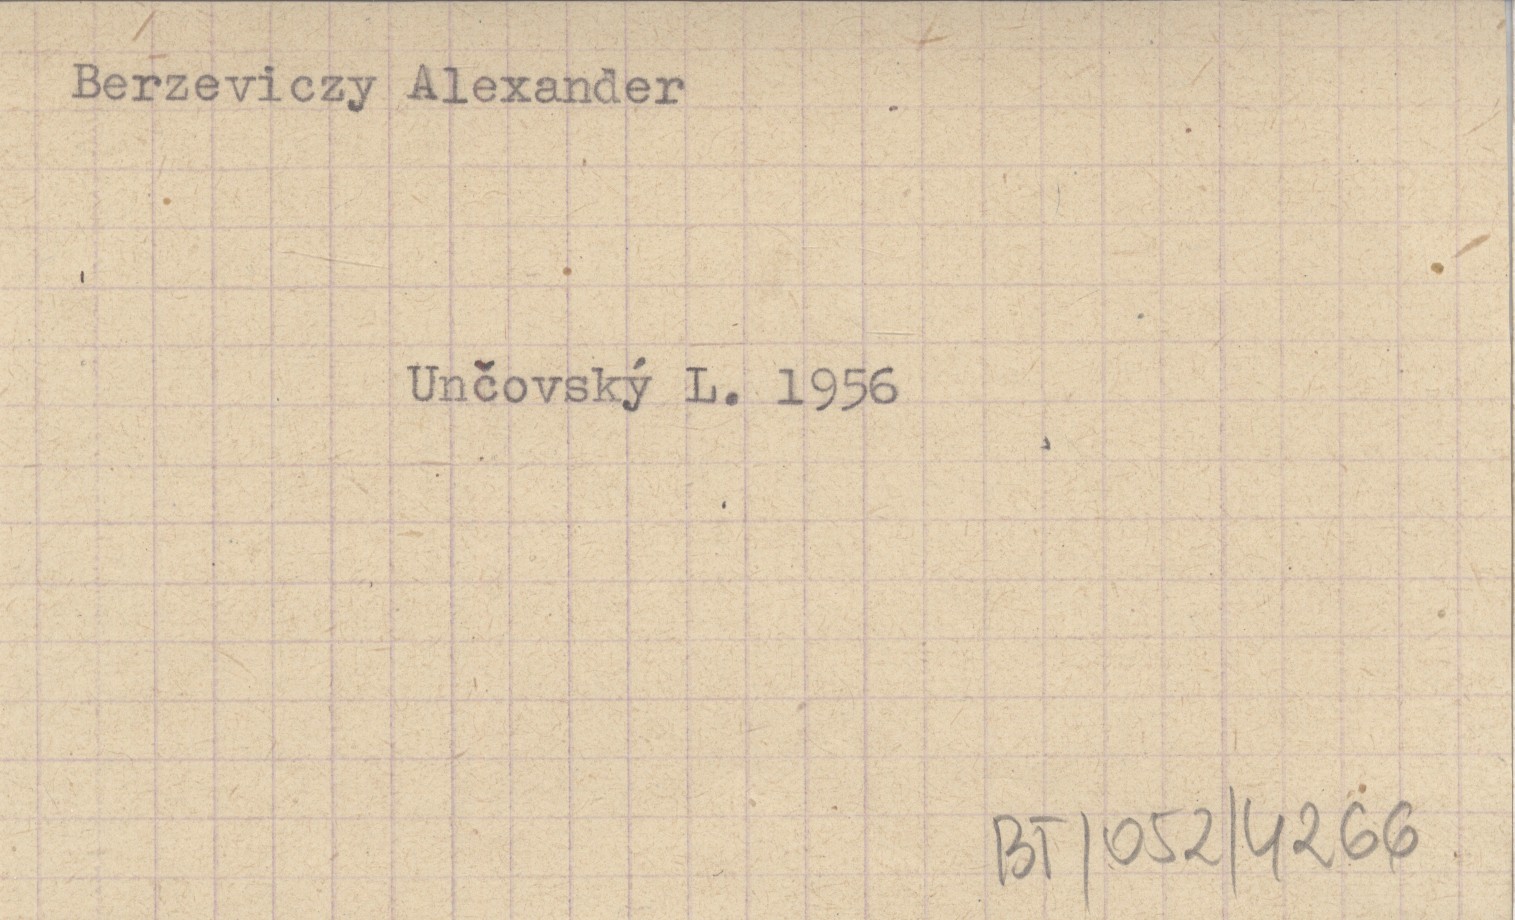 Berzeviczy Alexander
Unčovský L. 1956
BT/052/4266